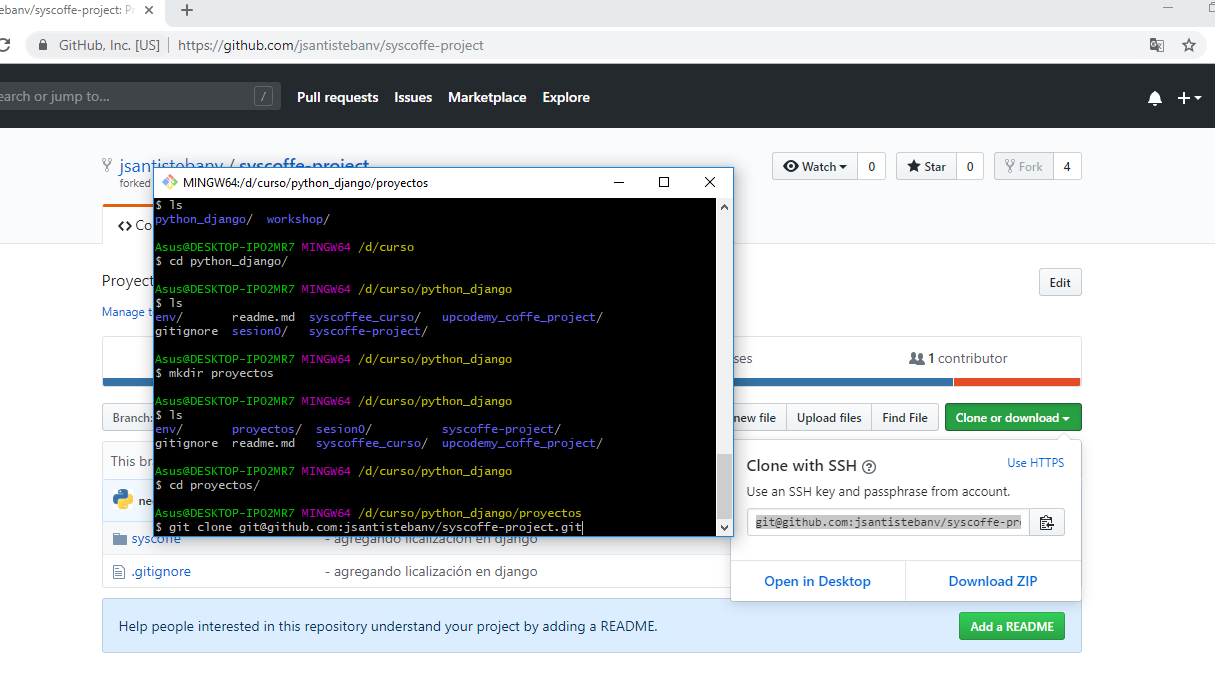 ebanv/syscoffe-project:
GitHub, Inc. [US] | https://github.com/jsantistebanv/syscoffe-project
earch or jump to... /
Pull requests Issues Marketplace Explore
jsantistebanv / syscoffe-project
forked
Watch 0 Star 0 Fork 4
MINGW64:/d/curso/python_django/proyectos
$ ls
python_django/ workshop/
Asus@DESKTOP-IPO2MR7 MINGW64 /d/curso
$ cd python_django/
Asus@DESKTOP-IPO2MR7 MINGW64 /d/curso/python_django
$ ls
env/ readme.md syscoffee_curso/ upcodemy_coffe_project/
gitignore sesion0/ syscoffe-project/
Asus@DESKTOP-IPO2MR7 MINGW64 /d/curso/python_django
$ mkdir proyectos
Asus@DESKTOP-IPO2MR7 MINGW64 /d/curso/python_django
$ ls
env/ proyectos/ sesion0/ syscoffe-project/
gitignore readme.md syscoffee_curso/ upcodemy_coffe_project/
Asus@DESKTOP-IPO2MR7 MINGW64 /d/curso/python_django
$ cd proyectos/
Asus@DESKTOP-IPO2MR7 MINGW64 /d/curso/python_django/proyectos
$ git clone git@github.com:jsantistebanv/syscoffe-project.git
<> Co
Proyect
Edit
Manage t
ses
1 contributor
Branch:
new file Upload files Find File Clone or download
This br
ne
Clone with SSH ?
Use HTTPS
Use an SSH key and passphrase from account.
git@github.com:jsantistebanv/syscoffe-pr
Open in Desktop Download ZIP
syscoffe - agregando licalización en django
.gitignore - agregando licalización en django
Help people interested in this repository understand your project by adding a README.
Add a README